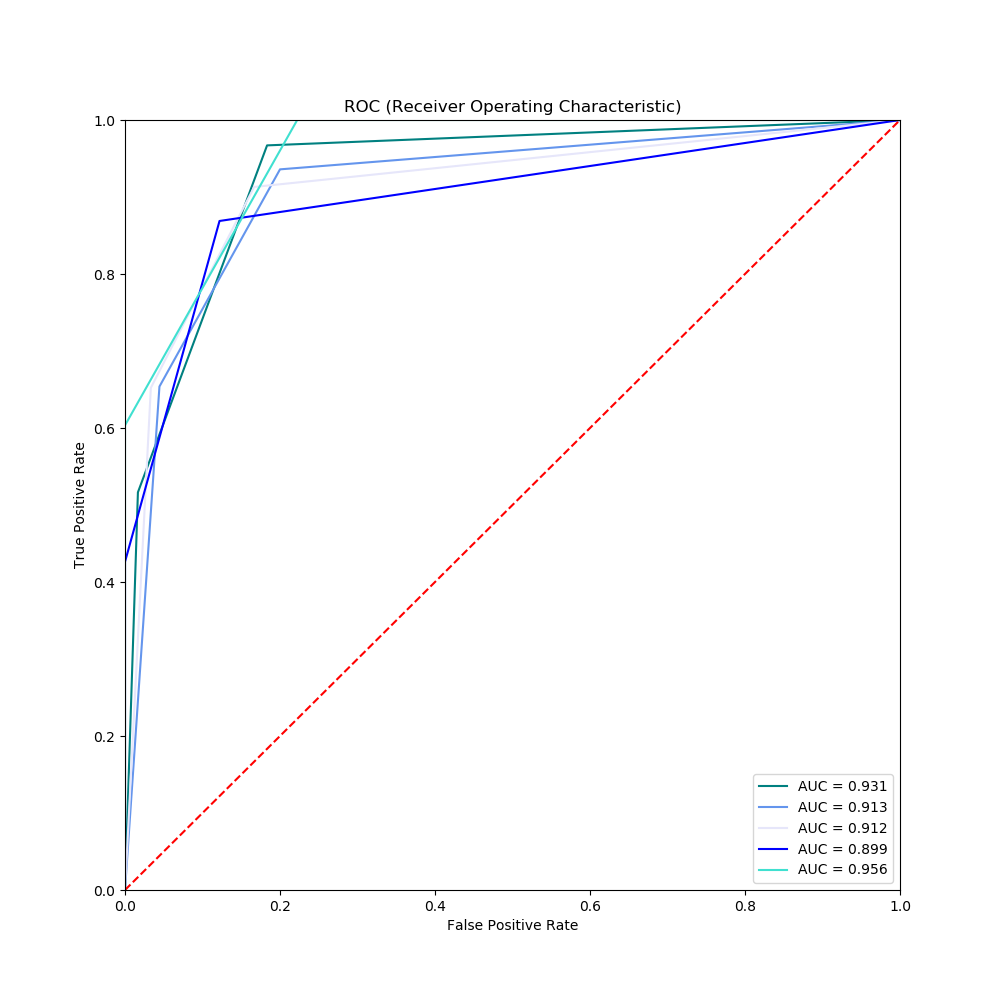 ROC (Receiver Operating Characteristic)
1.0
0.8
0.6
0.4
0.2
0.0
True Positive Rate
0.0 0.2 0.4 0.6 0.8 1.0
False Positive Rate
AUC = 0.931
AUC = 0.913
AUC = 0.912
AUC = 0.899
AUC = 0.956